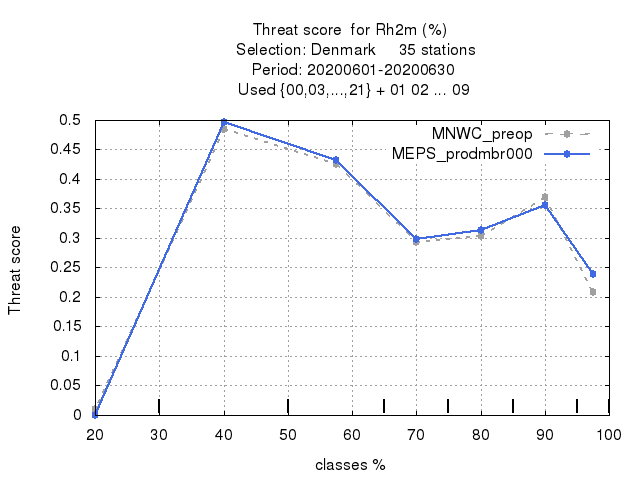 Threat score  for Rh2m (%)
Selection: Denmark     35 stations
Period: 20200601-20200630
Used {00,03,...,21} + 01 02 ... 09
MNWC_preop
MEPS_prodmbr000
0.5
0.45
0.4
0.35
0.3
0.25
0.2
0.15
0.1
0.05
0
Threat score
20 30 40 50 60 70 80 90 100
classes %